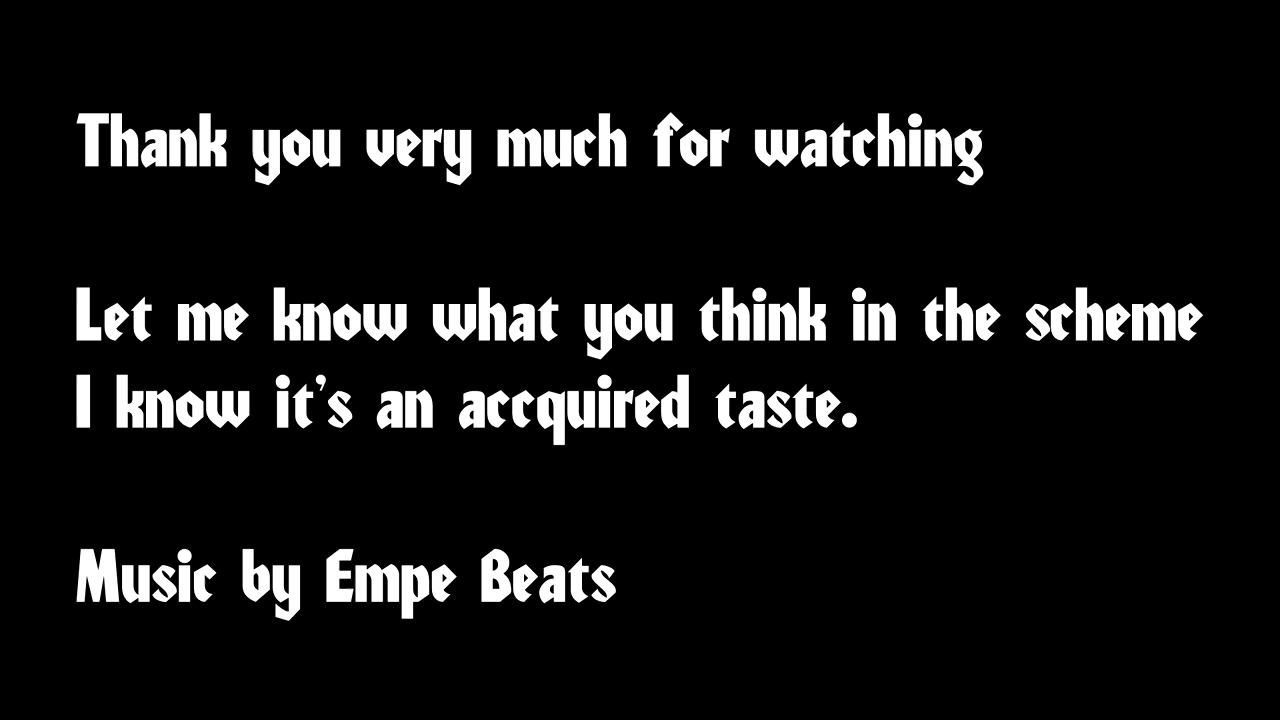 Thank you very much for watching
Let me know what you think in the scheme
I know it's an accquired taste.
Music by Empe Beats